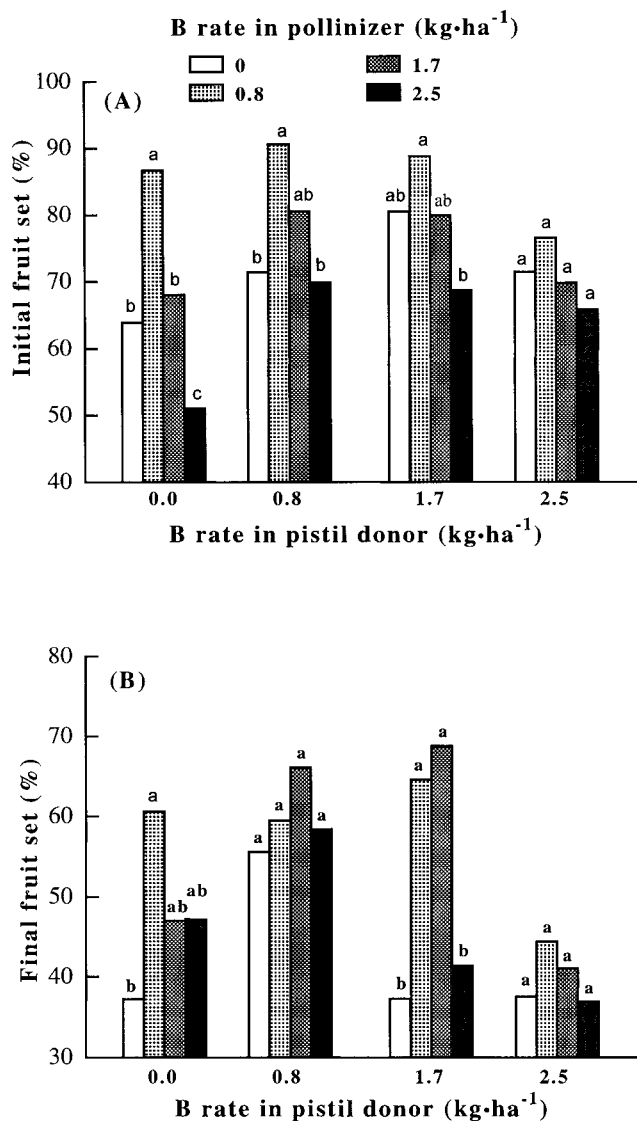 B rate in pollinizer (kg·ha⁻¹)
0 1.7
0.8 2.5
(A)
Initial fruit set (%)
100
90
80
70
60
50
40
b a b c
b a ab b
ab a ab b
a a a a
0.0 0.8 1.7 2.5
B rate in pistil donor (kg·ha⁻¹)
(B)
Final fruit set (%)
80
70
60
50
40
30
b a ab ab
a a a a
b a a b
a a a a
0.0 0.8 1.7 2.5
B rate in pistil donor (kg·ha⁻¹)